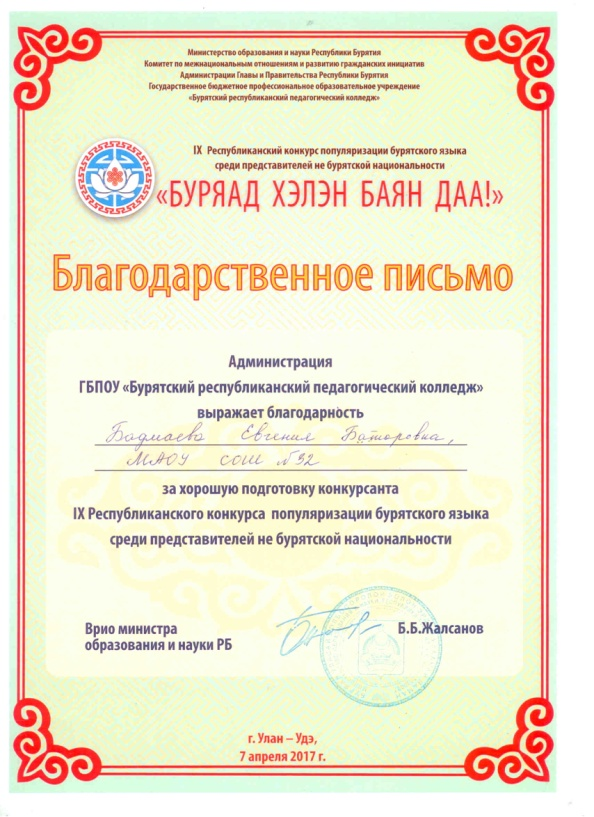 Министерство образования и науки Республики Бурятия
Комитет по межнациональным отношениям и развитию гражданских инициатив
Администрации Главы и Правительства Республики Бурятия
Государственное бюджетное профессиональное образовательное учреждение
«Бурятский республиканский педагогический колледж»
IX Республиканский конкурс популяризации бурятского языка
среди представителей не бурятской национальности
«БУРЯАД ХЭЛЭН БАЯН ДАА!»
Благодарственное письмо
Администрация
ГБПОУ «Бурятский республиканский педагогический колледж»
выражает благодарность
Бадмаева Евгения Баторовна,
МАОУ СОШ №32
за хорошую подготовку конкурсанта
IX Республиканского конкурса популяризации бурятского языка
среди представителей не бурятской национальности
Врио министра
образования и науки РБ
Б.Б.Жалсанов
г. Улан – Удэ,
7 апреля 2017 г.